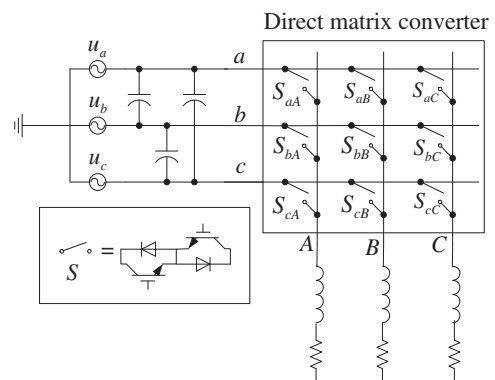 Direct matrix converter
u_a
a
S_aA S_aB S_aC
u_b
b
S_bA S_bB S_bC
u_c
c
S_cA S_cB S_cC
A B C
S =